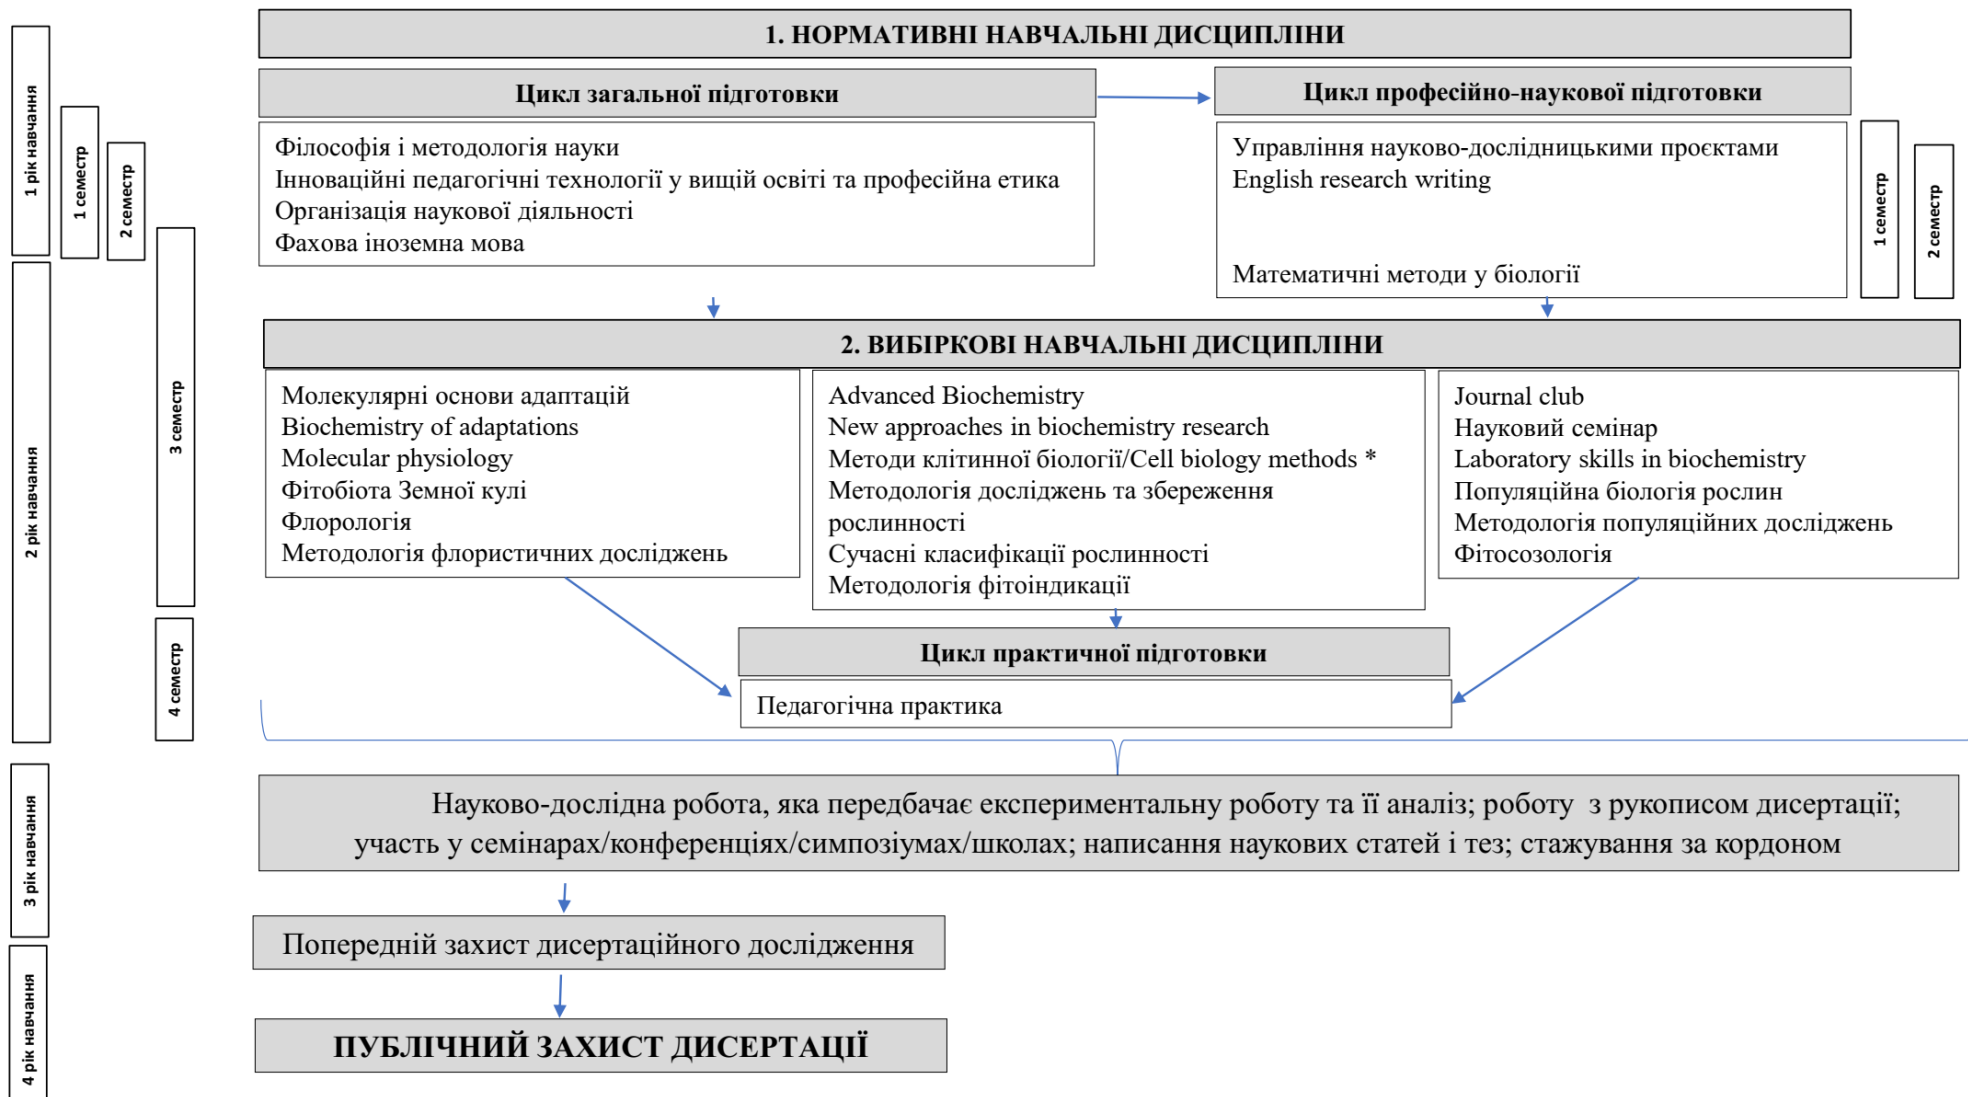 1. НОРМАТИВНІ НАВЧАЛЬНІ ДИСЦИПЛІНИ
1 рік навчання
1 семестр
2 семестр
Цикл загальної підготовки
Філософія і методологія науки
Інноваційні педагогічні технології у вищій освіті та професійна етика
Організація наукової діяльності
Фахова іноземна мова
Цикл професійно-наукової підготовки
Управління науково-дослідницькими проєктами
English research writing
Математичні методи у біології
1 семестр
2 семестр
2 рік навчання
3 семестр
2. ВИБІРКОВІ НАВЧАЛЬНІ ДИСЦИПЛІНИ
Молекулярні основи адаптацій
Biochemistry of adaptations
Molecular physiology
Фітобіота Земної кулі
Флорологія
Методологія флористичних досліджень
Advanced Biochemistry
New approaches in biochemistry research
Методи клітинної біології/Cell biology methods *
Методологія досліджень та збереження
рослинності
Сучасні класифікації рослинності
Методологія фітоіндикації
Journal club
Науковий семінар
Laboratory skills in biochemistry
Популяційна біологія рослин
Методологія популяційних досліджень
Фітосозологія
4 семестр
Цикл практичної підготовки
Педагогічна практика
3 рік навчання
Науково-дослідна робота, яка передбачає експериментальну роботу та її аналіз; роботу з рукописом дисертації;
участь у семінарах/конференціях/симпозіумах/школах; написання наукових статей і тез; стажування за кордоном
Попередній захист дисертаційного дослідження
4 рік навчання
ПУБЛІЧНИЙ ЗАХИСТ ДИСЕРТАЦІЇ